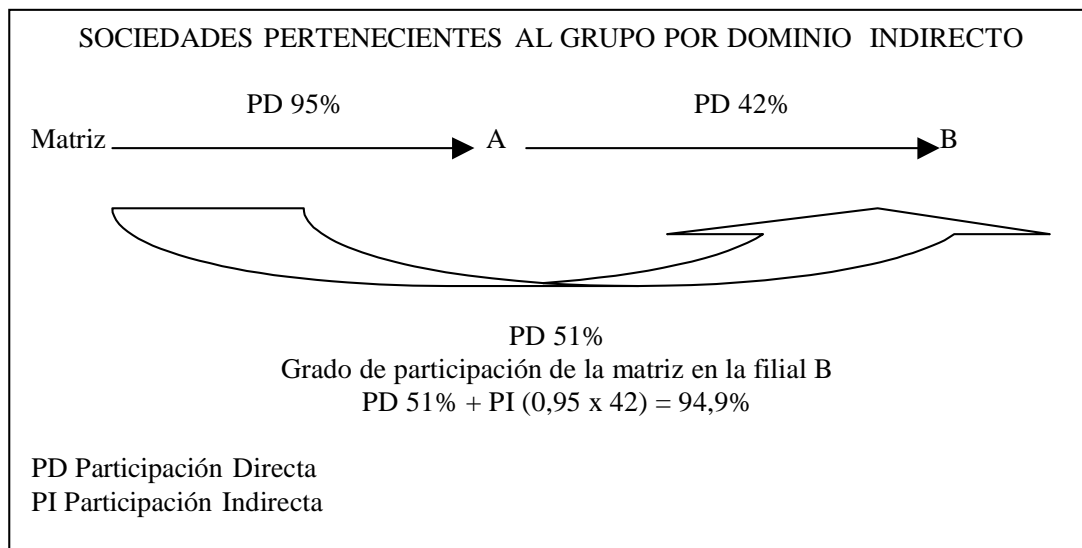 SOCIEDADES PERTENECIENTES AL GRUPO POR DOMINIO INDIRECTO
PD 95% PD 42%
Matriz A B
PD 51%
Grado de participación de la matriz en la filial B
PD 51% + PI (0,95 x 42) = 94,9%
PD Participación Directa
PI Participación Indirecta